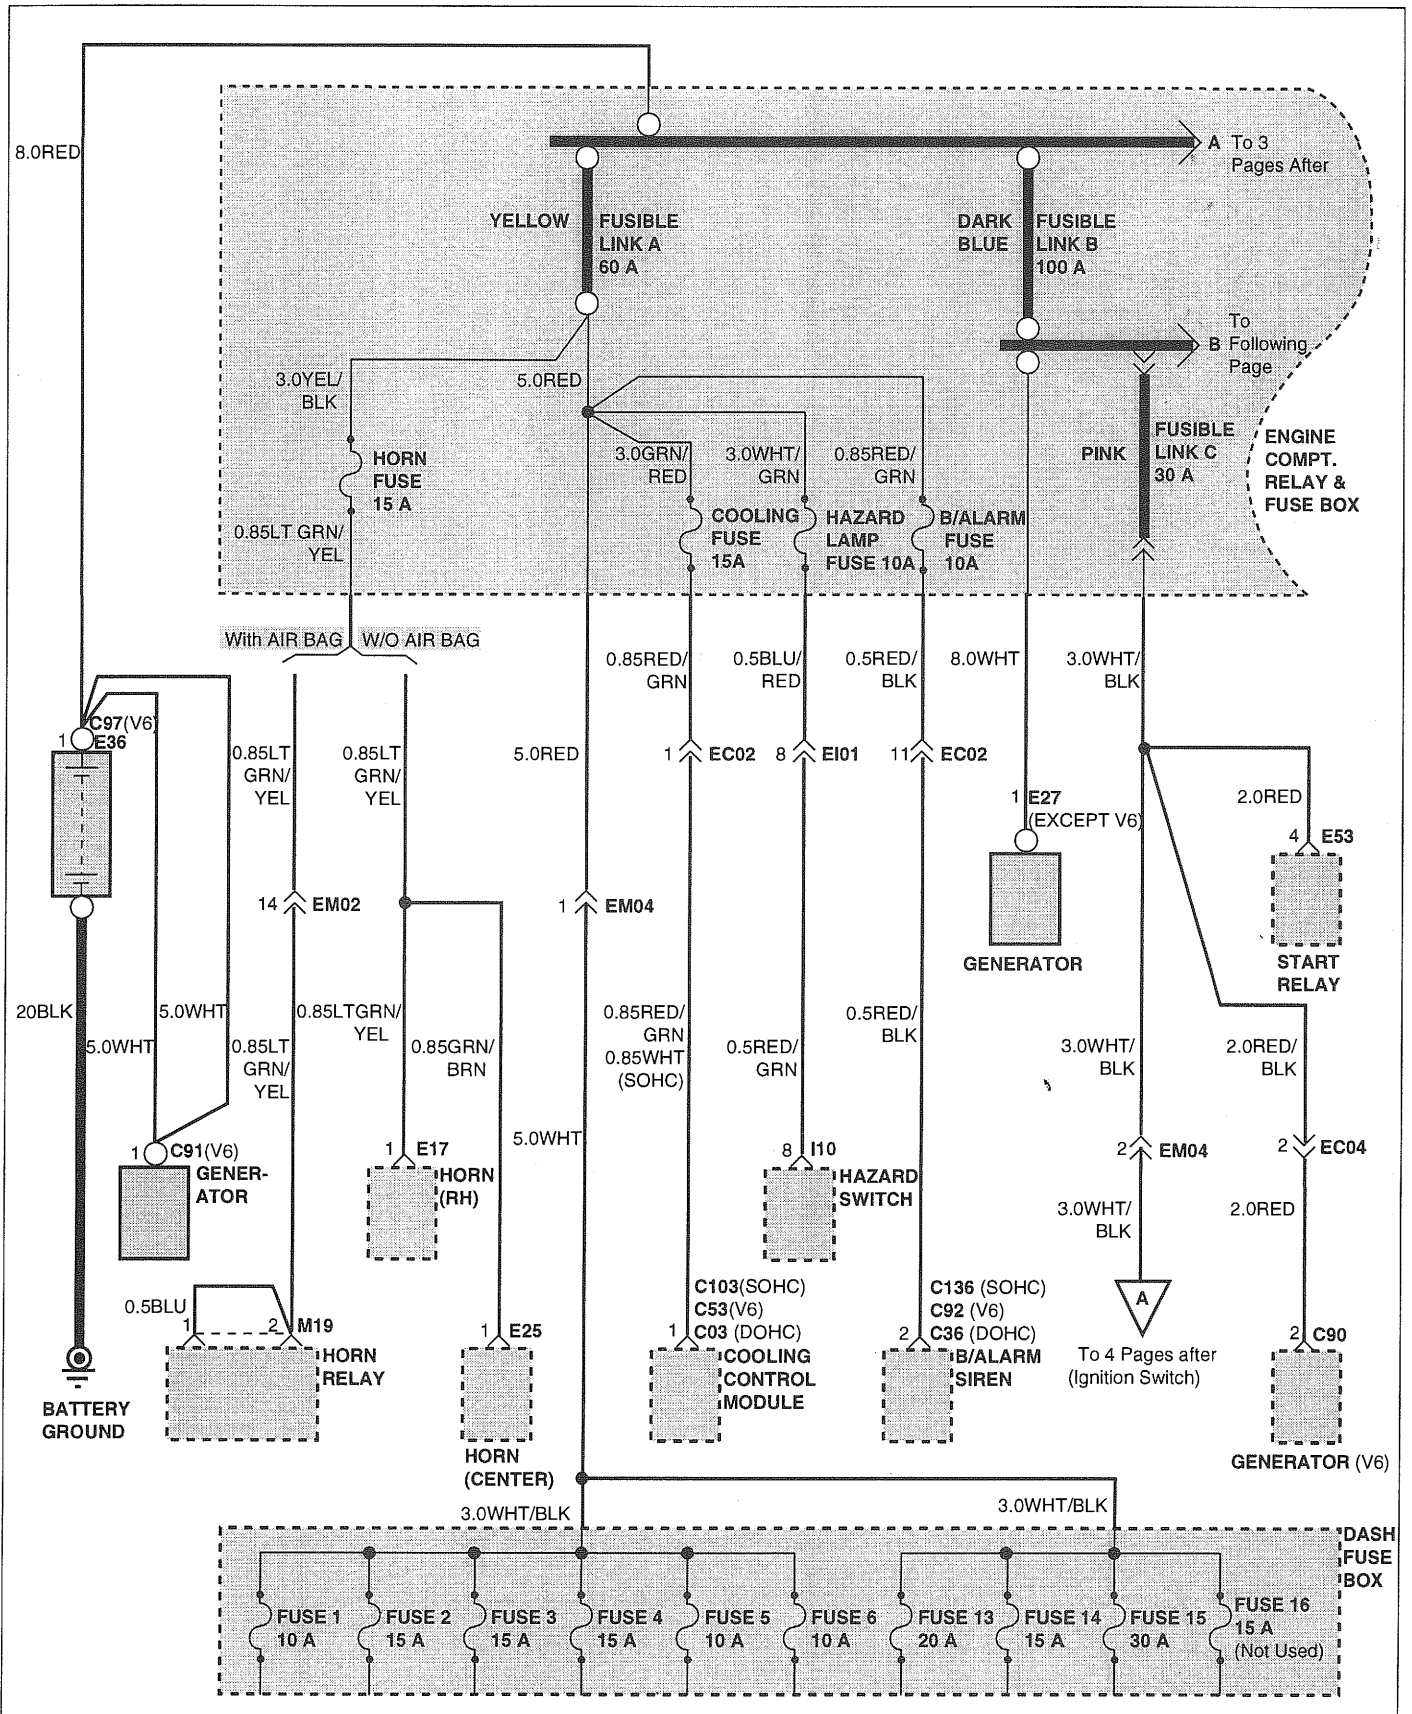 8.0RED
A To 3
Pages After
YELLOW
FUSIBLE
LINK A
60 A
DARK
BLUE
FUSIBLE
LINK B
100 A
To
B Following
Page
3.0YEL/
BLK
5.0RED
HORN
FUSE
15 A
0.85LT GRN/
YEL
3.0GRN/
RED
3.0WHT/
GRN
0.85RED/
GRN
COOLING
FUSE
15A
HAZARD
LAMP
FUSE 10A
B/ALARM
FUSE
10A
PINK
FUSIBLE
LINK C
30 A
ENGINE
COMPT.
RELAY &
FUSE BOX
With AIR BAG
W/O AIR BAG
0.85RED/
GRN
0.5BLU/
RED
0.5RED/
BLK
8.0WHT
3.0WHT/
BLK
C97(V6)
1 E36
0.85LT
GRN/
YEL
0.85LT
GRN/
YEL
5.0RED
1 EC02
8 EI01
11 EC02
1 E27
(EXCEPT V6)
2.0RED
4 E53
14 EM02
1 EM04
GENERATOR
START
RELAY
20BLK
5.0WHT
5.0WHT
0.85LT
GRN/
YEL
0.85LTGRN/
YEL
0.85GRN/
BRN
0.85RED/
GRN
0.85WHT
(SOHC)
0.5RED/
GRN
0.5RED/
BLK
3.0WHT/
BLK
2.0RED/
BLK
5.0WHT
1 C91(V6)
GENER-
ATOR
1 E17
HORN
(RH)
8 I10
HAZARD
SWITCH
2 EM04
2 EC04
3.0WHT/
BLK
2.0RED
0.5BLU
1
2 M19
HORN
RELAY
1 E25
HORN
(CENTER)
C103(SOHC)
C53(V6)
1 C03 (DOHC)
COOLING
CONTROL
MODULE
C136 (SOHC)
C92 (V6)
2 C36 (DOHC)
B/ALARM
SIREN
A
To 4 Pages after
(Ignition Switch)
2 C90
GENERATOR (V6)
BATTERY
GROUND
3.0WHT/BLK
3.0WHT/BLK
DASH
FUSE
BOX
FUSE 1
10 A
FUSE 2
15 A
FUSE 3
15 A
FUSE 4
15 A
FUSE 5
10 A
FUSE 6
10 A
FUSE 13
20 A
FUSE 14
15 A
FUSE 15
30 A
FUSE 16
15 A
(Not Used)